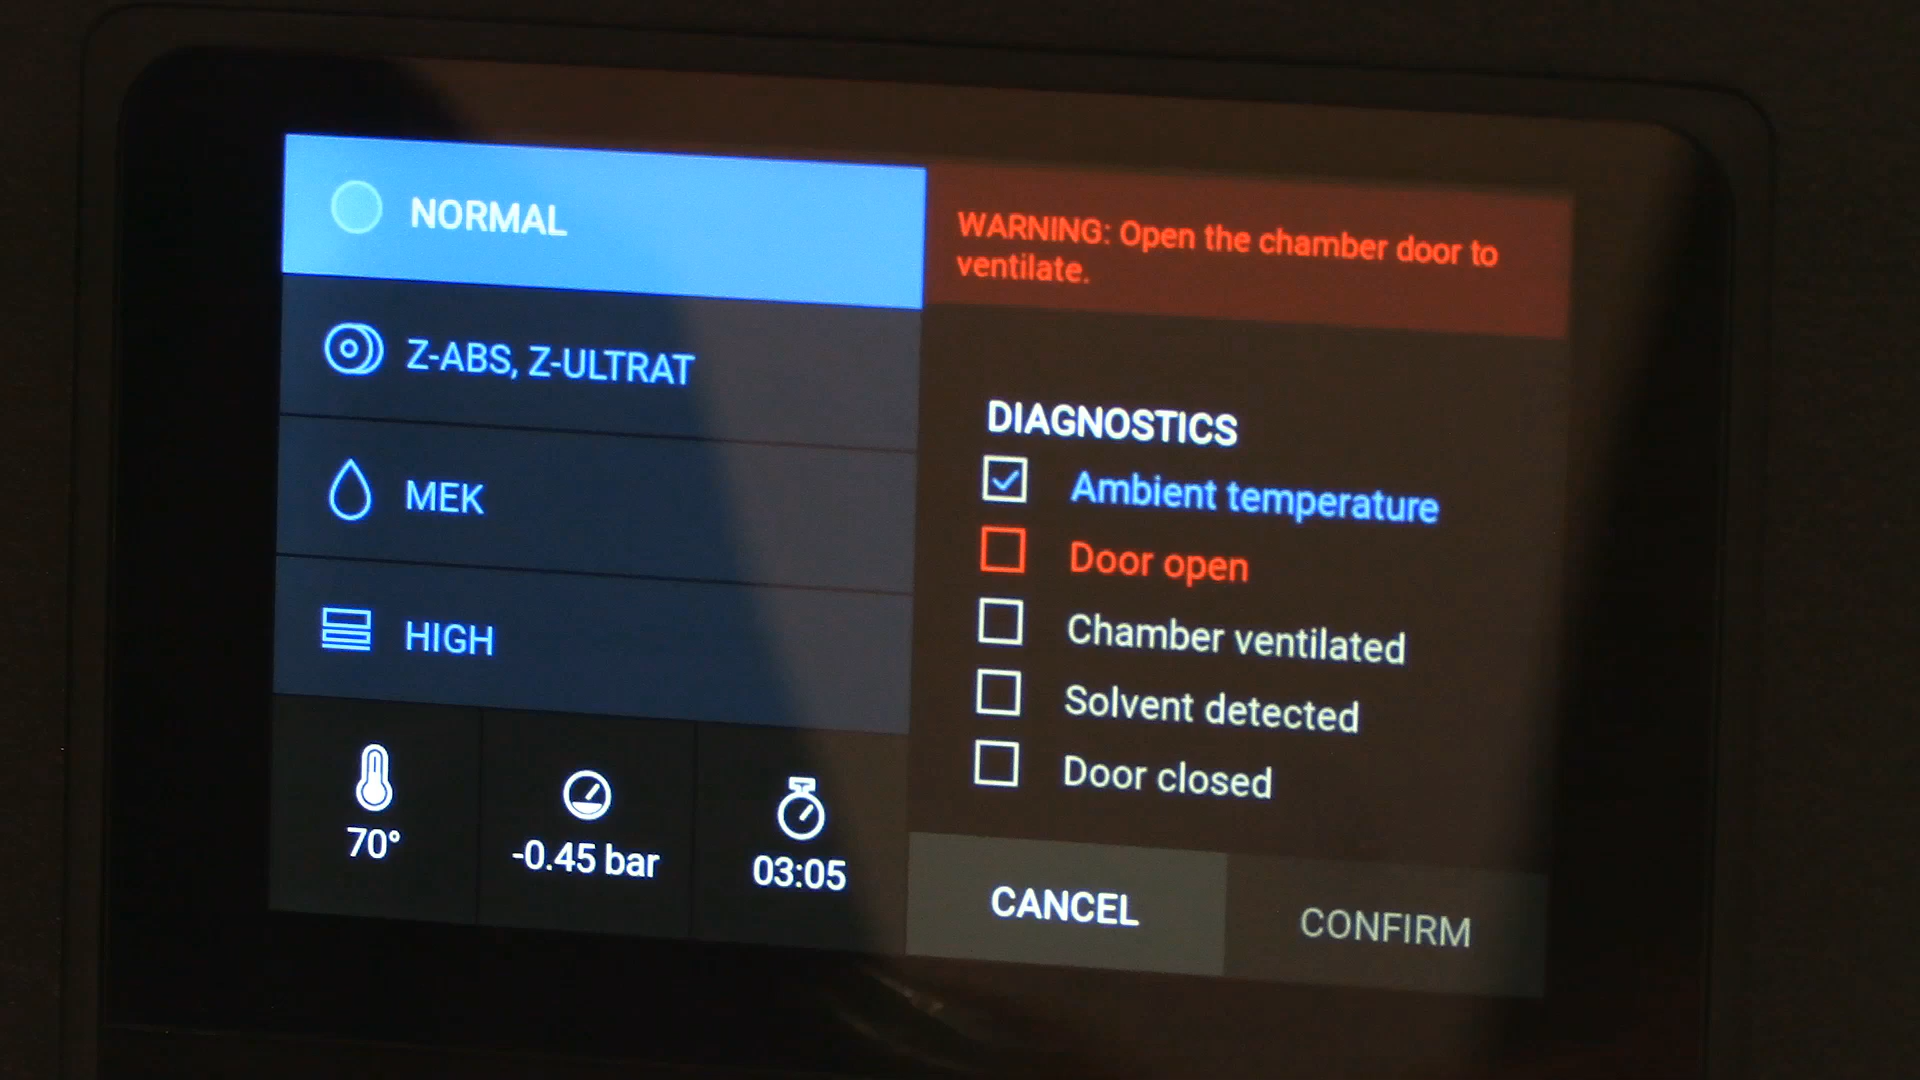 NORMAL
Z-ABS, Z-ULTRAT
MEK
HIGH
70°
-0.45 bar
03:05
WARNING: Open the chamber door to
ventilate.
DIAGNOSTICS
Ambient temperature
Door open
Chamber ventilated
Solvent detected
Door closed
CANCEL
CONFIRM